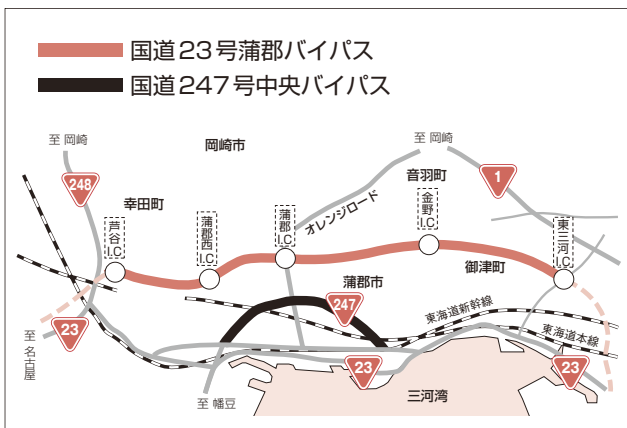 国道23号蒲郡バイパス
国道247号中央バイパス
至 岡崎
岡崎市
至 岡崎
248
幸田町
音羽町
1
芦谷I.C
蒲郡西I.C
蒲郡I.C
オレンジロード
金野I.C
東三河I.C
御津町
蒲郡市
247
東海道新幹線
東海道本線
23
至 名古屋
至 幡豆
23
三河湾
23